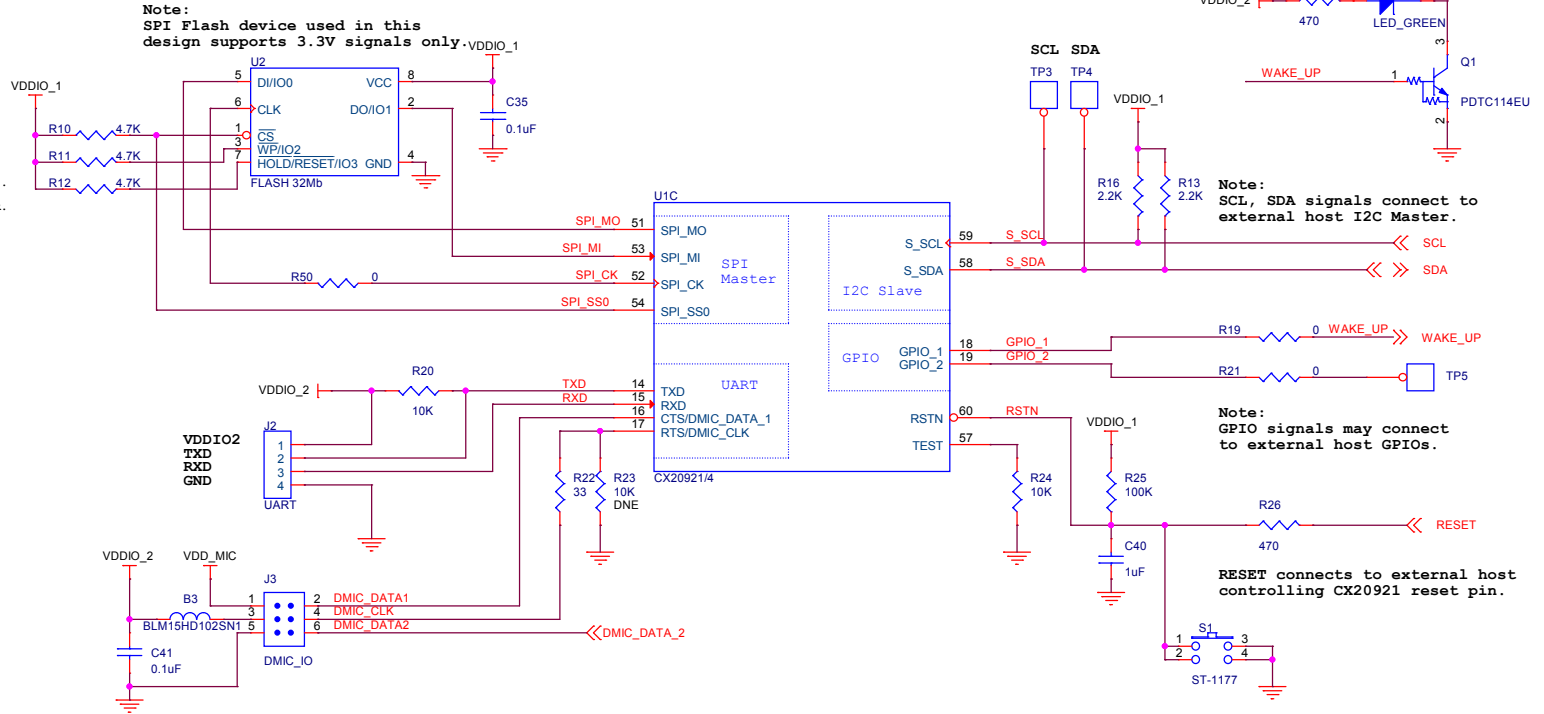 Note:
SPI Flash device used in this
design supports 3.3V signals only.
VDDIO_1
U2
5 DI/IO0 VCC 8
6 CLK DO/IO1 2
1 CS
3 WP/IO2
7 HOLD/RESET/IO3 GND 4
FLASH 32Mb
C35
0.1uF
VDDIO_1
R10 4.7K
R11 4.7K
R12 4.7K
VDDIO_2
470
LED_GREEN
3
WAKE_UP 1
Q1
PDTC114EU
2
SCL SDA
TP3 TP4
VDDIO_1
R16
2.2K
R13
2.2K
Note:
SCL, SDA signals connect to
external host I2C Master.
U1C
SPI_MO 51 SPI_MO
SPI_MI 53 SPI_MI
R50 0 SPI_CK 52 SPI_CK
SPI_SS0 54 SPI_SS0
SPI
Master
S_SCL 59 S_SCL SCL
S_SDA 58 S_SDA SDA
I2C Slave
GPIO
GPIO_1 18 GPIO_1 R19 0 WAKE_UP WAKE_UP
GPIO_2 19 GPIO_2 R21 0 TP5
Note:
GPIO signals may connect
to external host GPIOs.
UART
VDDIO_2 R20
10K
TXD 14 TXD
RXD 15 RXD
16 CTS/DMIC_DATA_1
17 RTS/DMIC_CLK
CX20921/4
RSTN 60 RSTN
TEST 57
VDDIO_1
R24
10K
R25
100K
R26
470
RESET
C40
1uF
RESET connects to external host
controlling CX20921 reset pin.
S1
1 3
2 4
ST-1177
J2
VDDIO2 1
TXD 2
RXD 3
GND 4
UART
R22
33
R23
10K
DNE
VDDIO_2 VDD_MIC
J3
B3
BLM15HD102SN1
1 2 DMIC_DATA1
3 4 DMIC_CLK
5 6 DMIC_DATA2 DMIC_DATA_2
DMIC_IO
C41
0.1uF